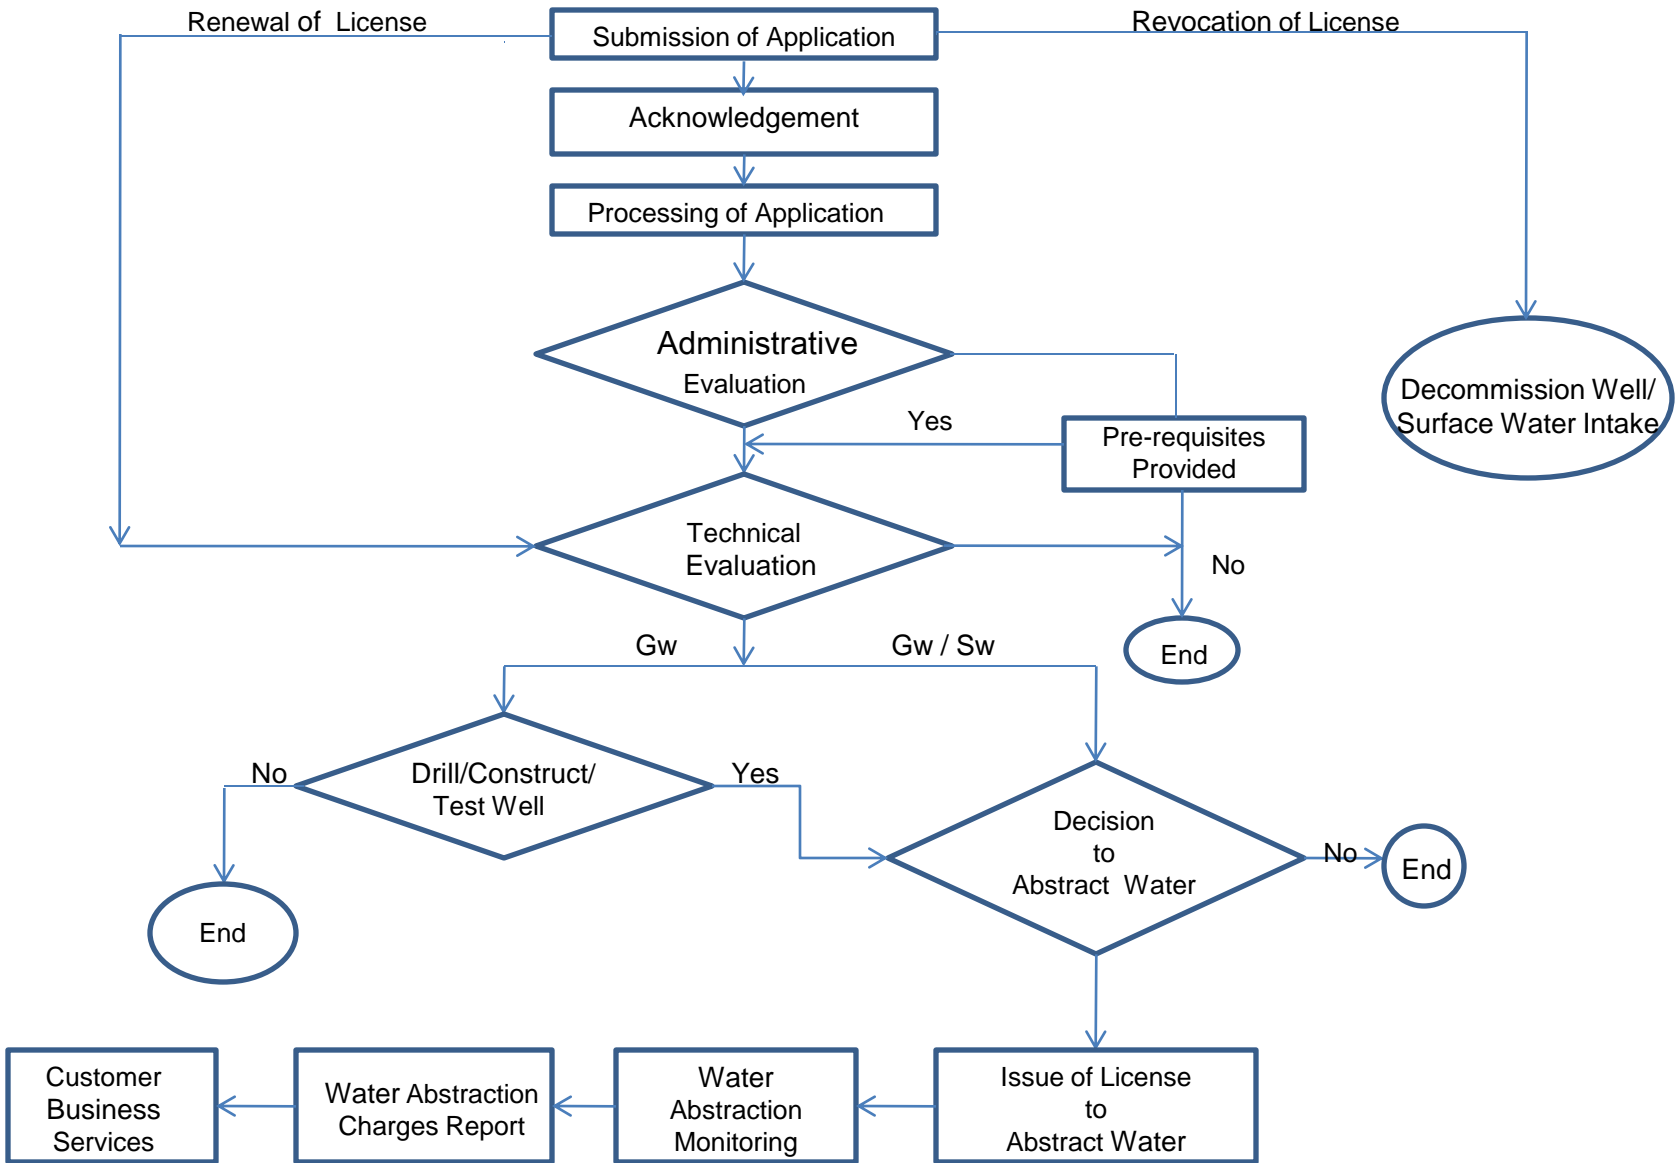 Renewal of License
Submission of Application
Revocation of License
Acknowledgement
Processing of Application
Administrative
Evaluation
Decommission Well/
Surface Water Intake
Yes
Pre-requisites
Provided
Technical
Evaluation
No
End
Gw
Gw / Sw
No
Drill/Construct/
Test Well
Yes
Decision
to
Abstract Water
No
End
End
Customer
Business
Services
Water Abstraction
Charges Report
Water
Abstraction
Monitoring
Issue of License
to
Abstract Water